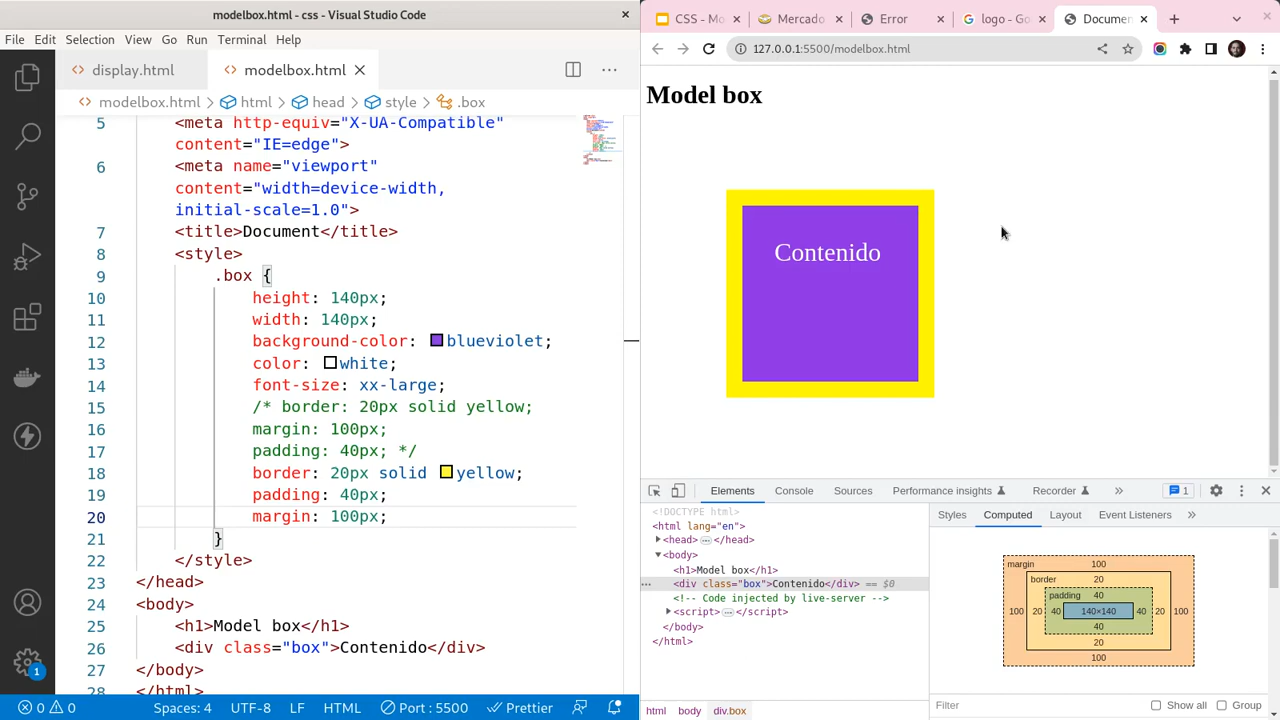 modelbox.html - css - Visual Studio Code
×
File Edit Selection View Go Run Terminal Help
display.html
modelbox.html
modelbox.html > html > head > style > .box
5 <meta http-equiv="X-UA-Compatible"
content="IE=edge">
6 <meta name="viewport"
content="width=device-width,
initial-scale=1.0">
7 <title>Document</title>
8 <style>
9 .box {
10 height: 140px;
11 width: 140px;
12 background-color: blueviolet;
13 color: white;
14 font-size: xx-large;
15 /* border: 20px solid yellow;
16 margin: 100px;
17 padding: 40px; */
18 border: 20px solid yellow;
19 padding: 40px;
20 margin: 100px;
21 }
22 </style>
23 </head>
24 <body>
25 <h1>Model box</h1>
26 <div class="box">Contenido</div>
27 </body>
28 </html>
1
0 0 Spaces: 4 UTF-8 LF HTML Port : 5500 Prettier
CSS - Mo
Mercado
Error
logo - Go
Documen
127.0.0.1:5500/modelbox.html
Model box
Contenido
Elements Console Sources Performance insights Recorder » 1
<!DOCTYPE html>
<html lang="en">
<head> … </head>
<body>
<h1>Model box</h1>
<div class="box">Contenido</div> == $0
<!-- Code injected by live-server -->
<script> … </script>
</body>
</html>
html body div.box
Styles Computed Layout Event Listeners »
margin 100
border 20
padding 40
100 20 40 140×140 40 20 100
40
20
100
Filter Show all Group